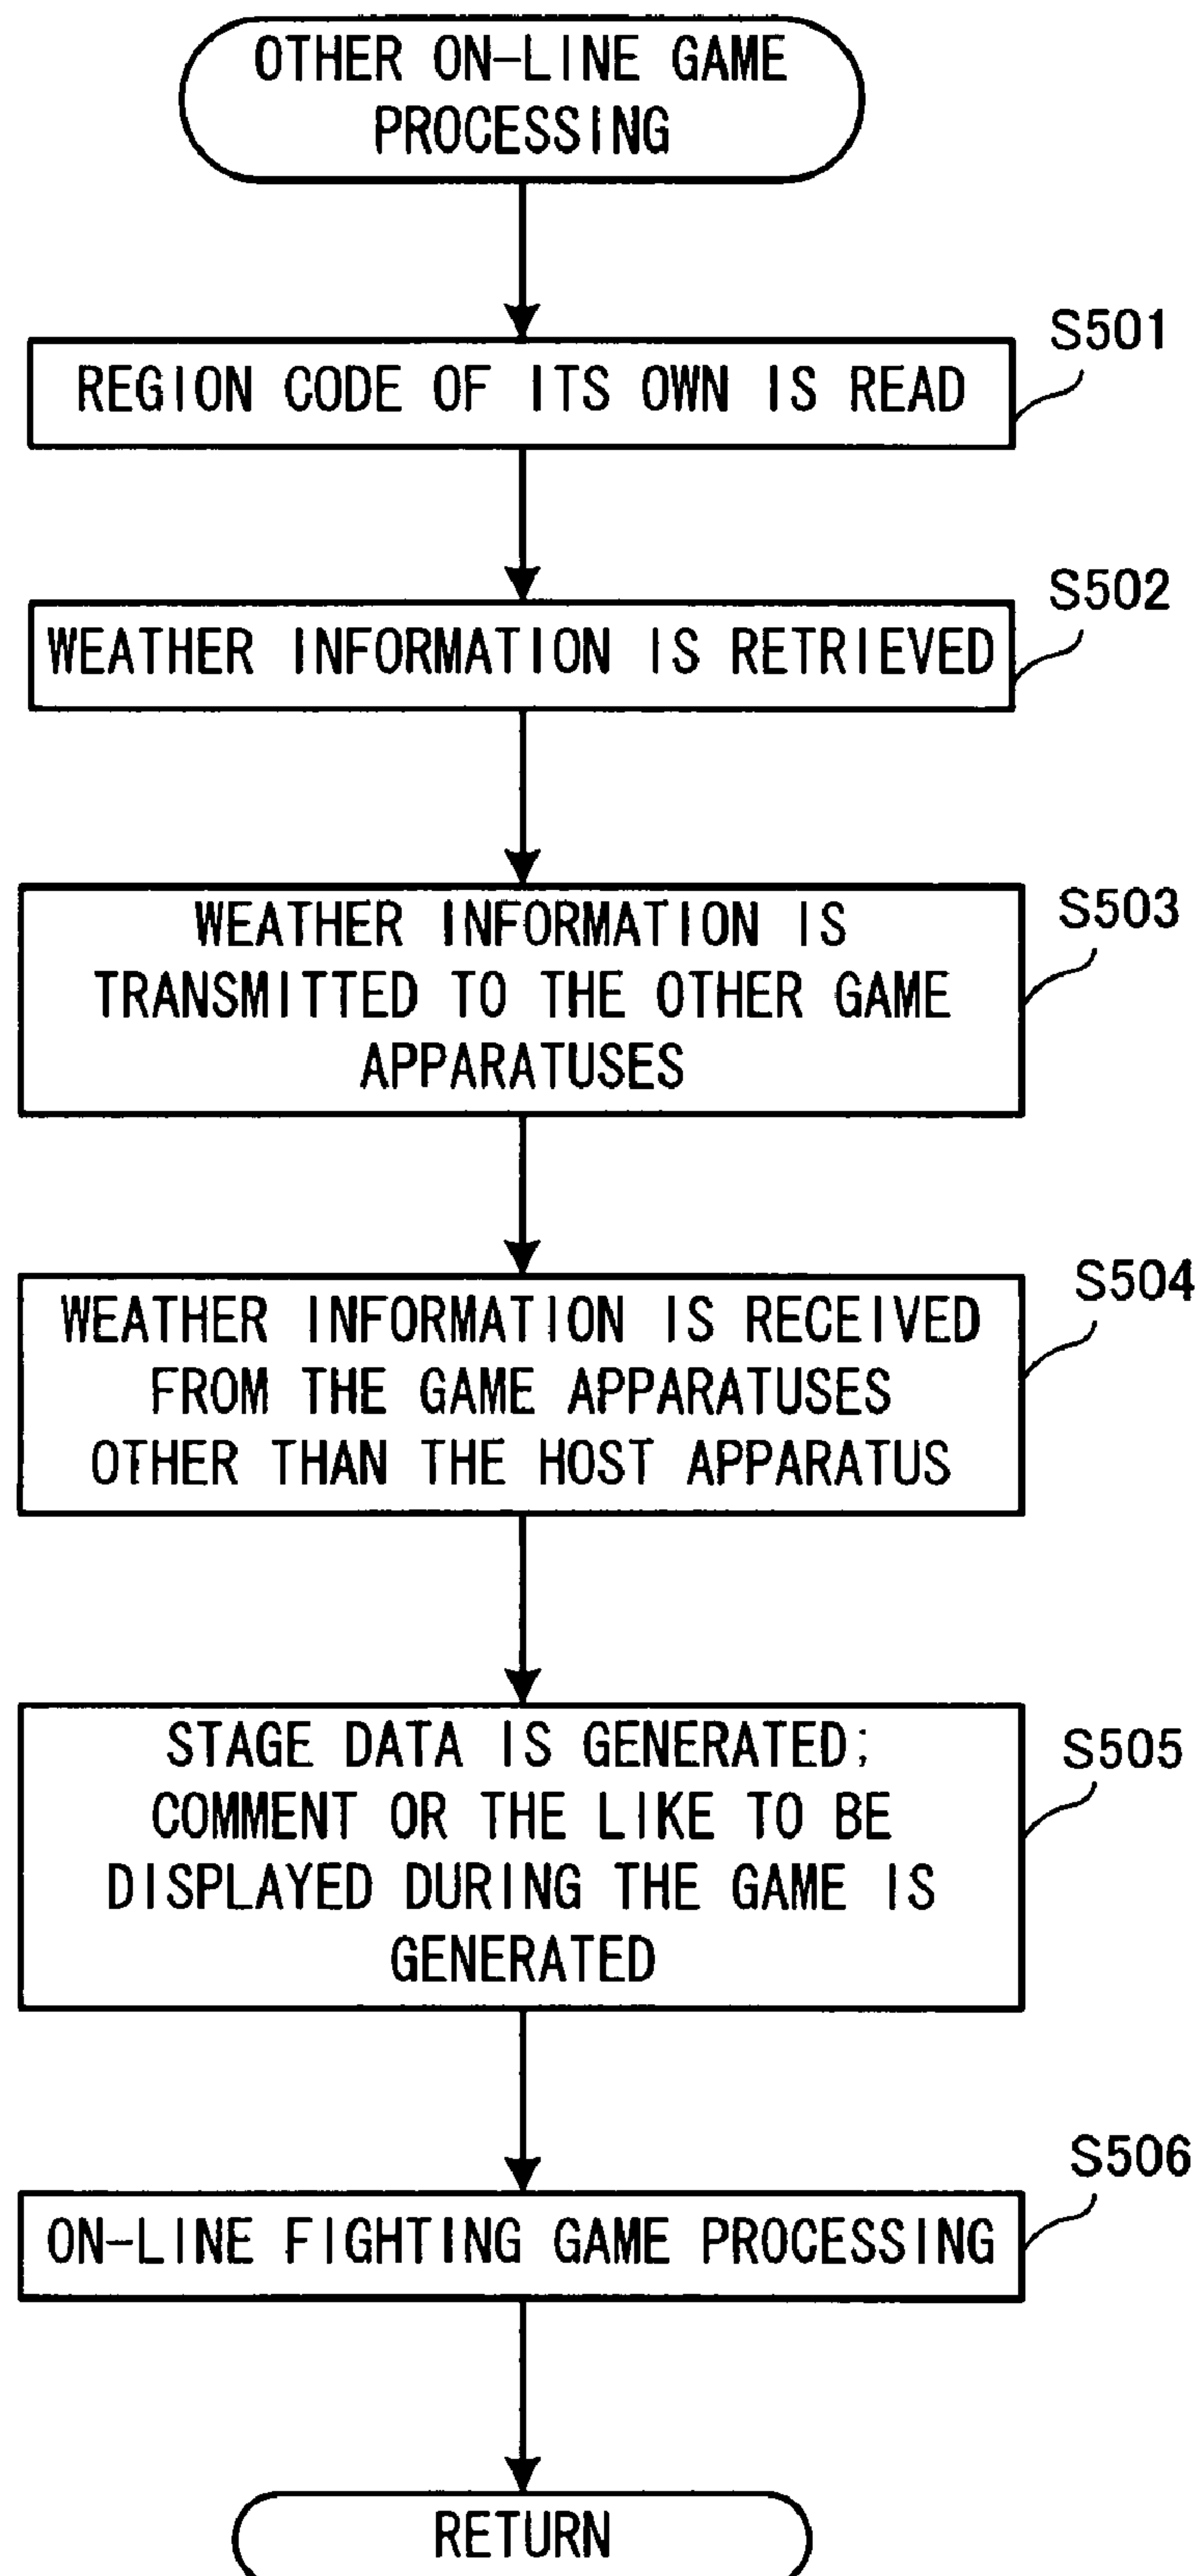 OTHER ON-LINE GAME
PROCESSING
S501
REGION CODE OF ITS OWN IS READ
S502
WEATHER INFORMATION IS RETRIEVED
S503
WEATHER INFORMATION IS
TRANSMITTED TO THE OTHER GAME
APPARATUSES
S504
WEATHER INFORMATION IS RECEIVED
FROM THE GAME APPARATUSES
OTHER THAN THE HOST APPARATUS
S505
STAGE DATA IS GENERATED;
COMMENT OR THE LIKE TO BE
DISPLAYED DURING THE GAME IS
GENERATED
S506
ON-LINE FIGHTING GAME PROCESSING
RETURN